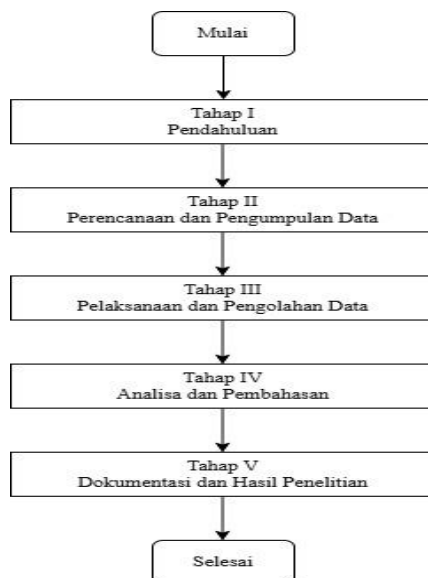 Mulai
Tahap I
Pendahuluan
Tahap II
Perencanaan dan Pengumpulan Data
Tahap III
Pelaksanaan dan Pengolahan Data
Tahap IV
Analisa dan Pembahasan
Tahap V
Dokumentasi dan Hasil Penelitian
Selesai